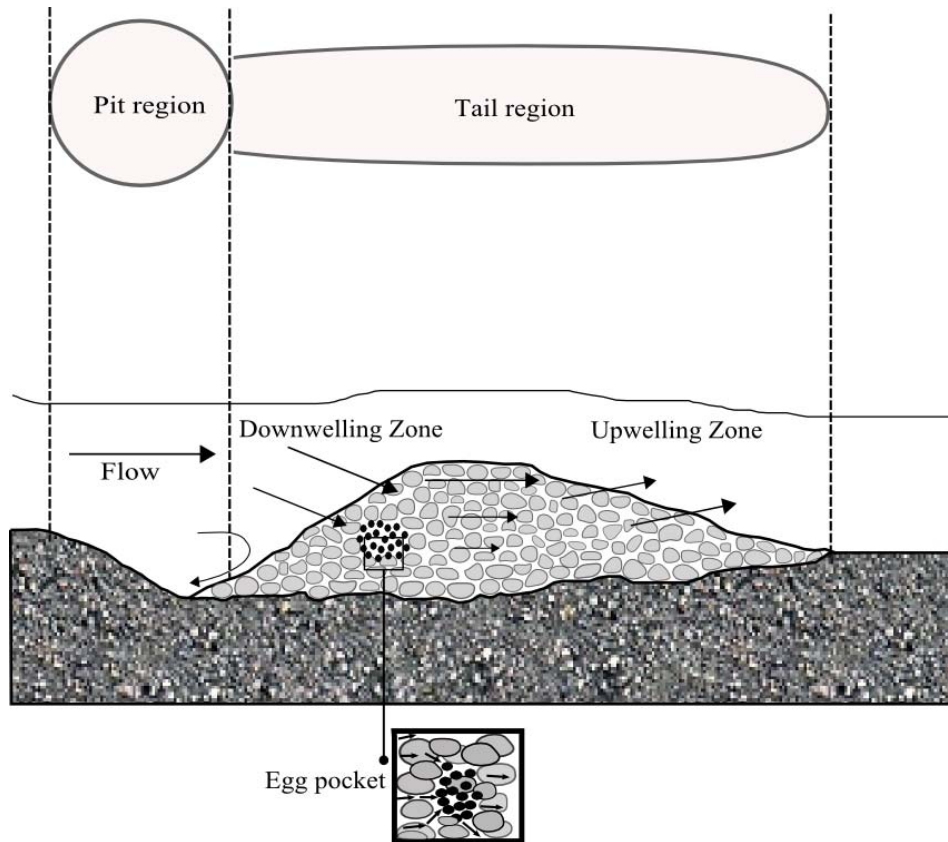 Pit region
Tail region
Downwelling Zone
Upwelling Zone
Flow
Egg pocket